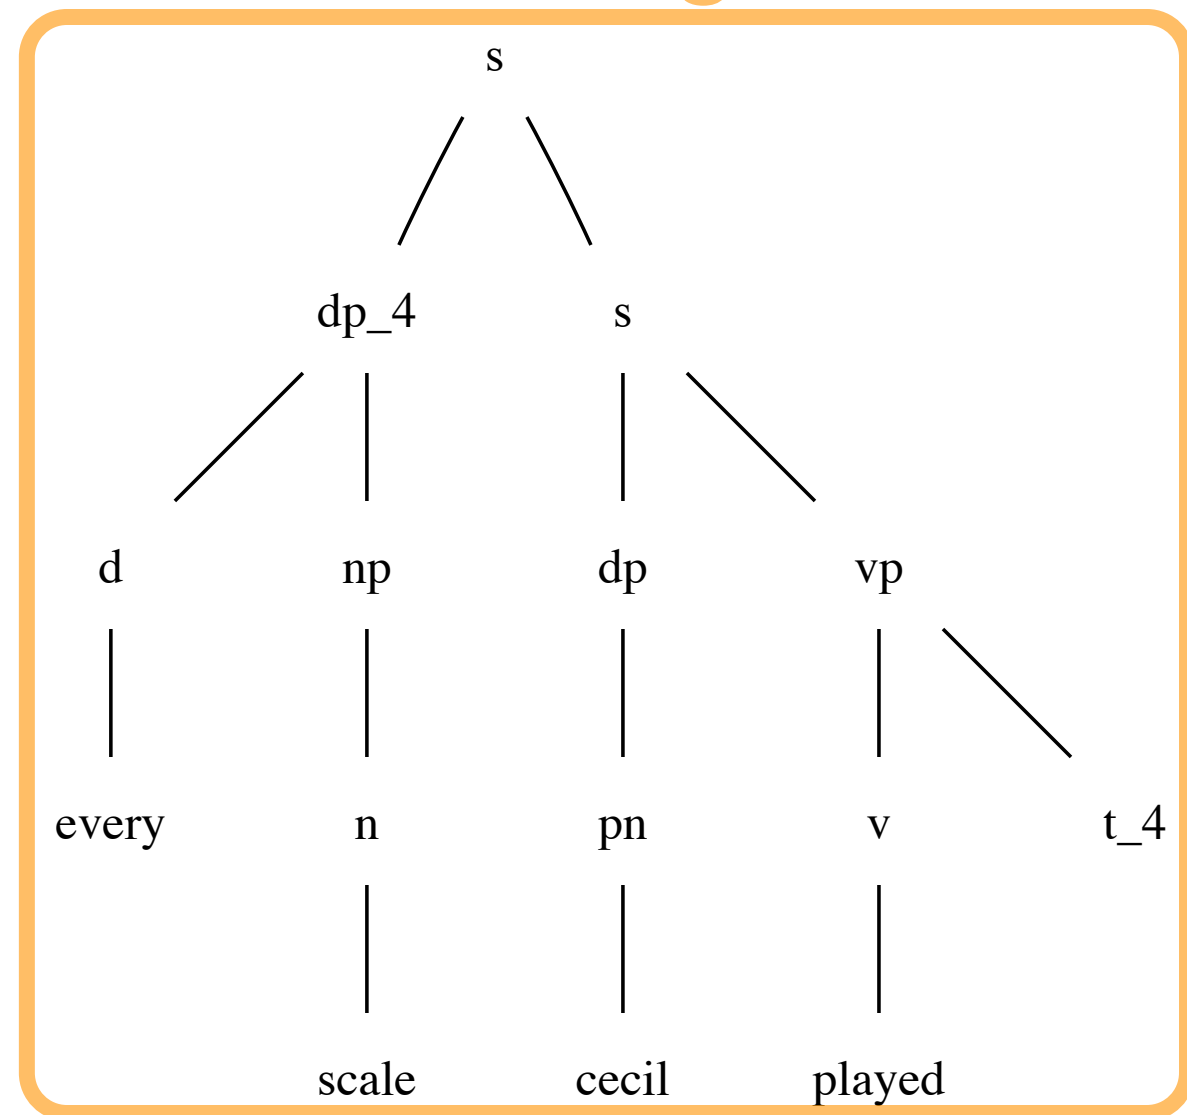 s
dp_4 s
d np dp vp
every n pn v t_4
scale cecil played